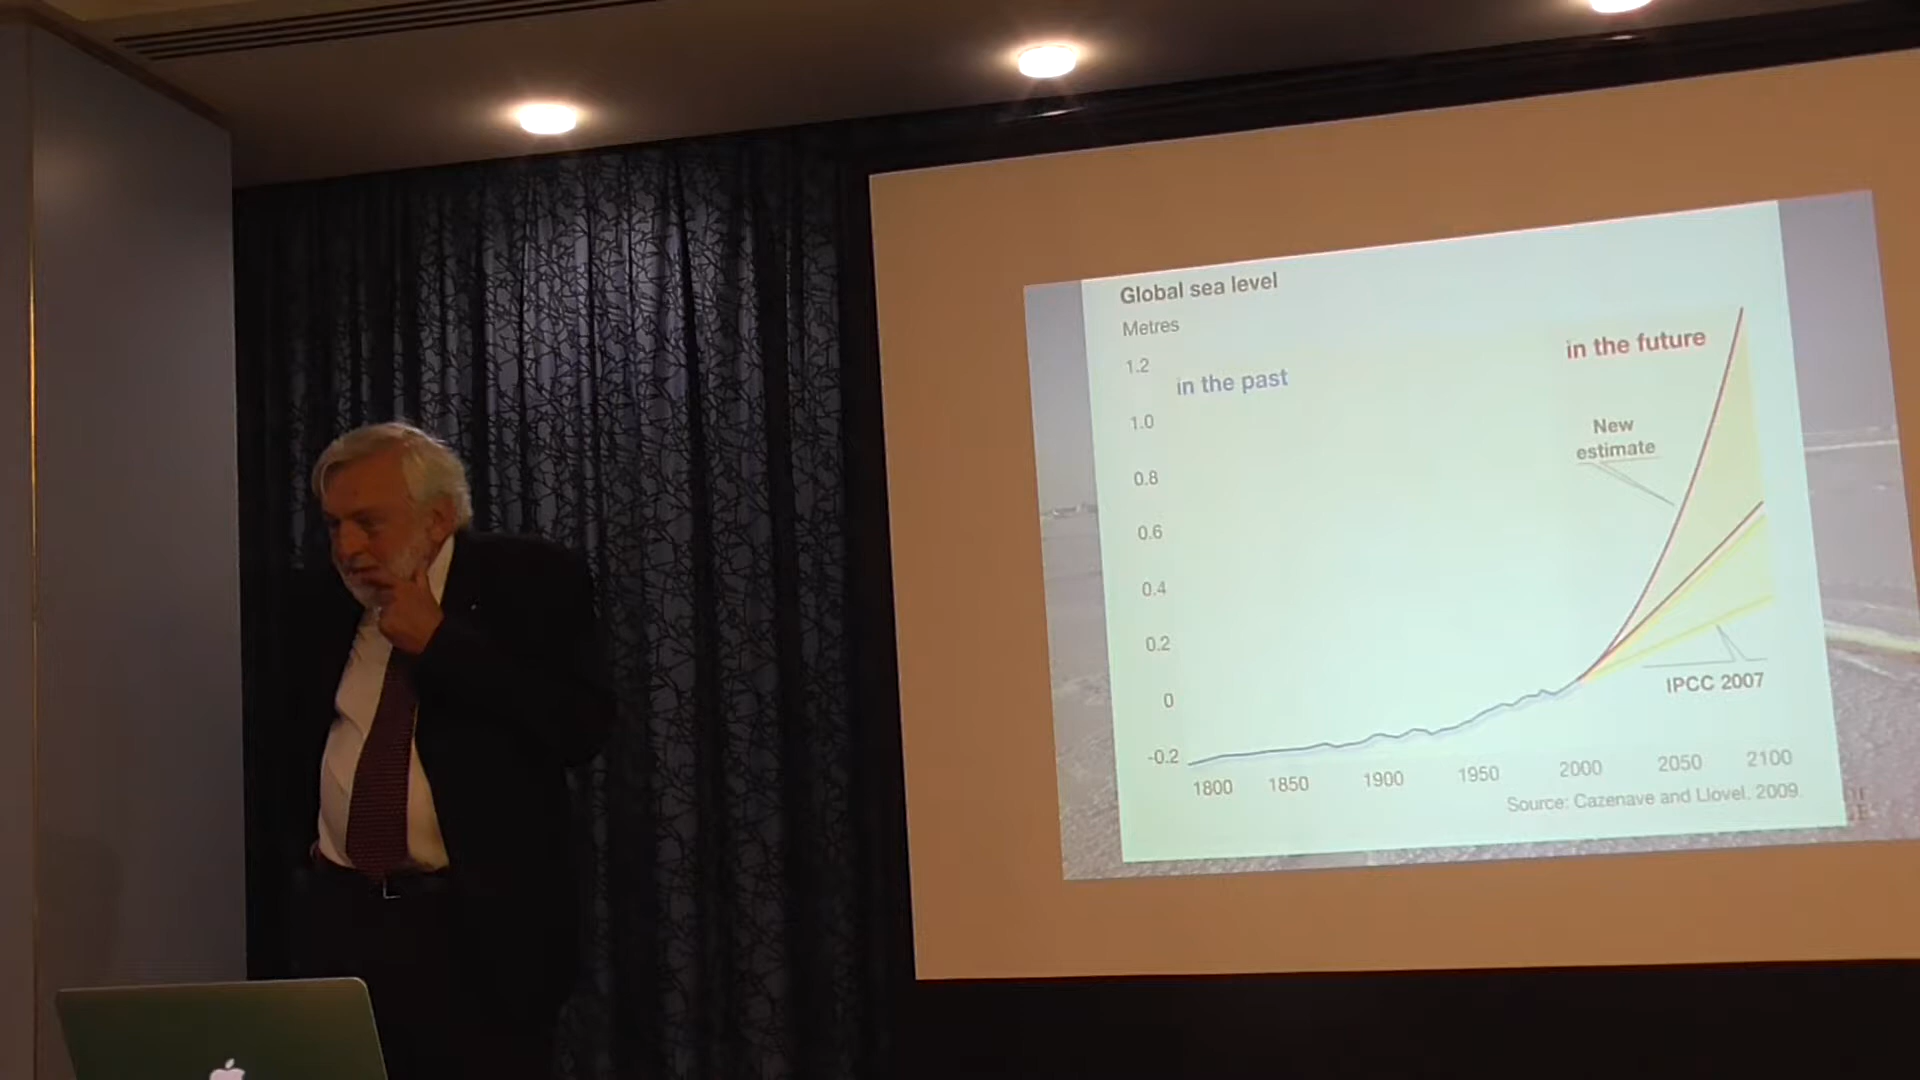 Global sea level
Metres
1.2
in the past
in the future
1.0
New
estimate
0.8
0.6
0.4
0.2
0
IPCC 2007
-0.2
1800 1850 1900 1950 2000 2050 2100
Source: Cazenave and Llovel, 2009.